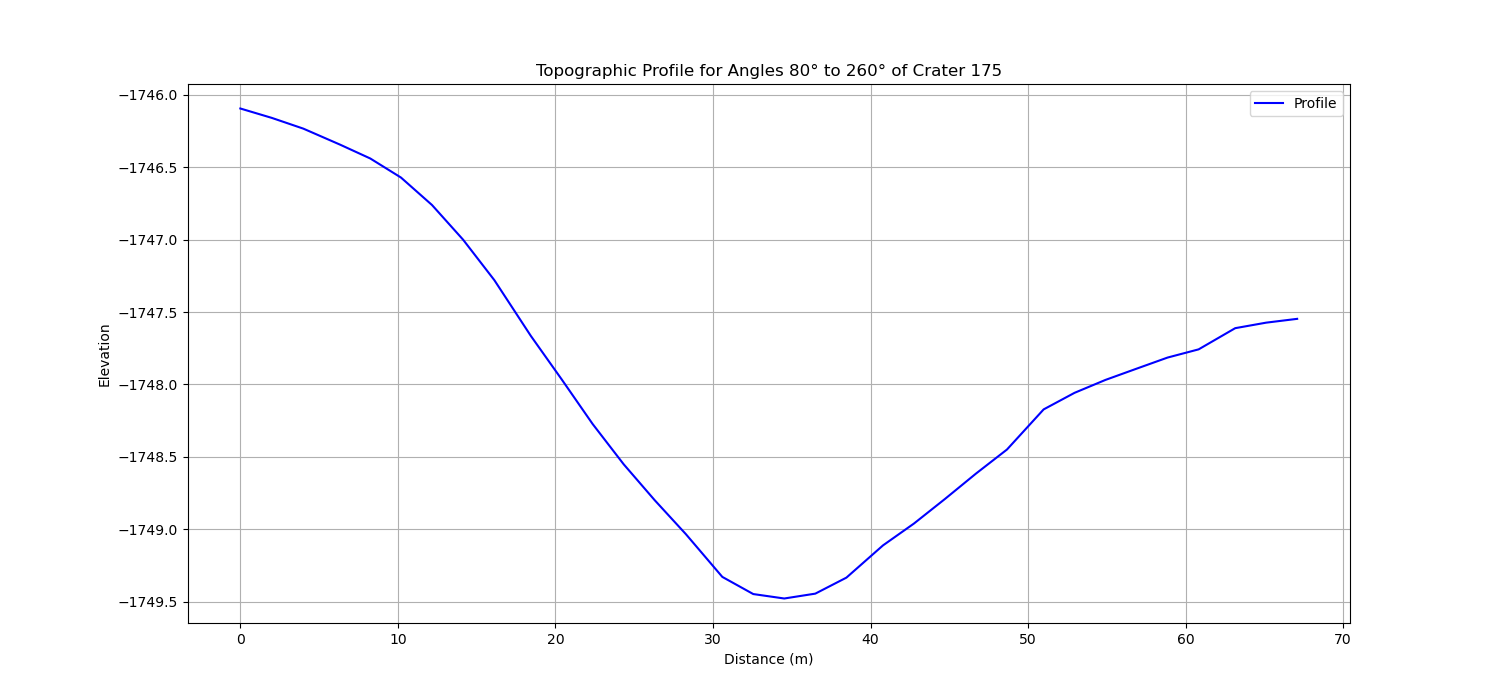 Topographic Profile for Angles 80° to 260° of Crater 175
Profile
−1746.0
−1746.5
−1747.0
−1747.5
−1748.0
−1748.5
−1749.0
−1749.5
Elevation
0 10 20 30 40 50 60 70
Distance (m)